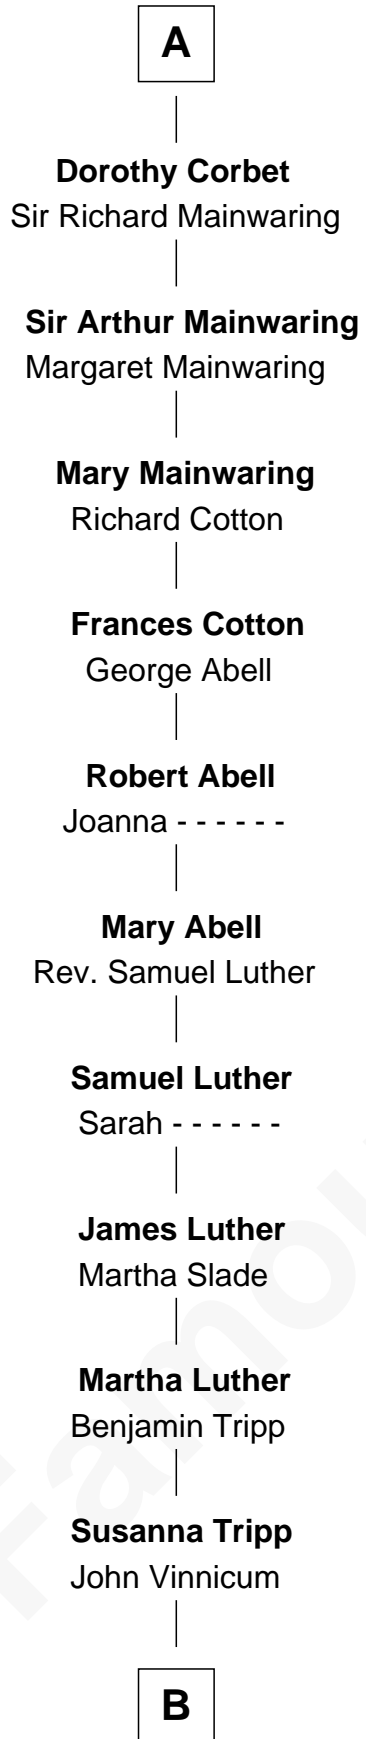 A
Dorothy Corbet
Sir Richard Mainwaring
Sir Arthur Mainwaring
Margaret Mainwaring
Mary Mainwaring
Richard Cotton
Frances Cotton
George Abell
Robert Abell
Joanna - - - - - -
Mary Abell
Rev. Samuel Luther
Samuel Luther
Sarah - - - - - -
James Luther
Martha Slade
Martha Luther
Benjamin Tripp
Susanna Tripp
John Vinnicum
B
Famou